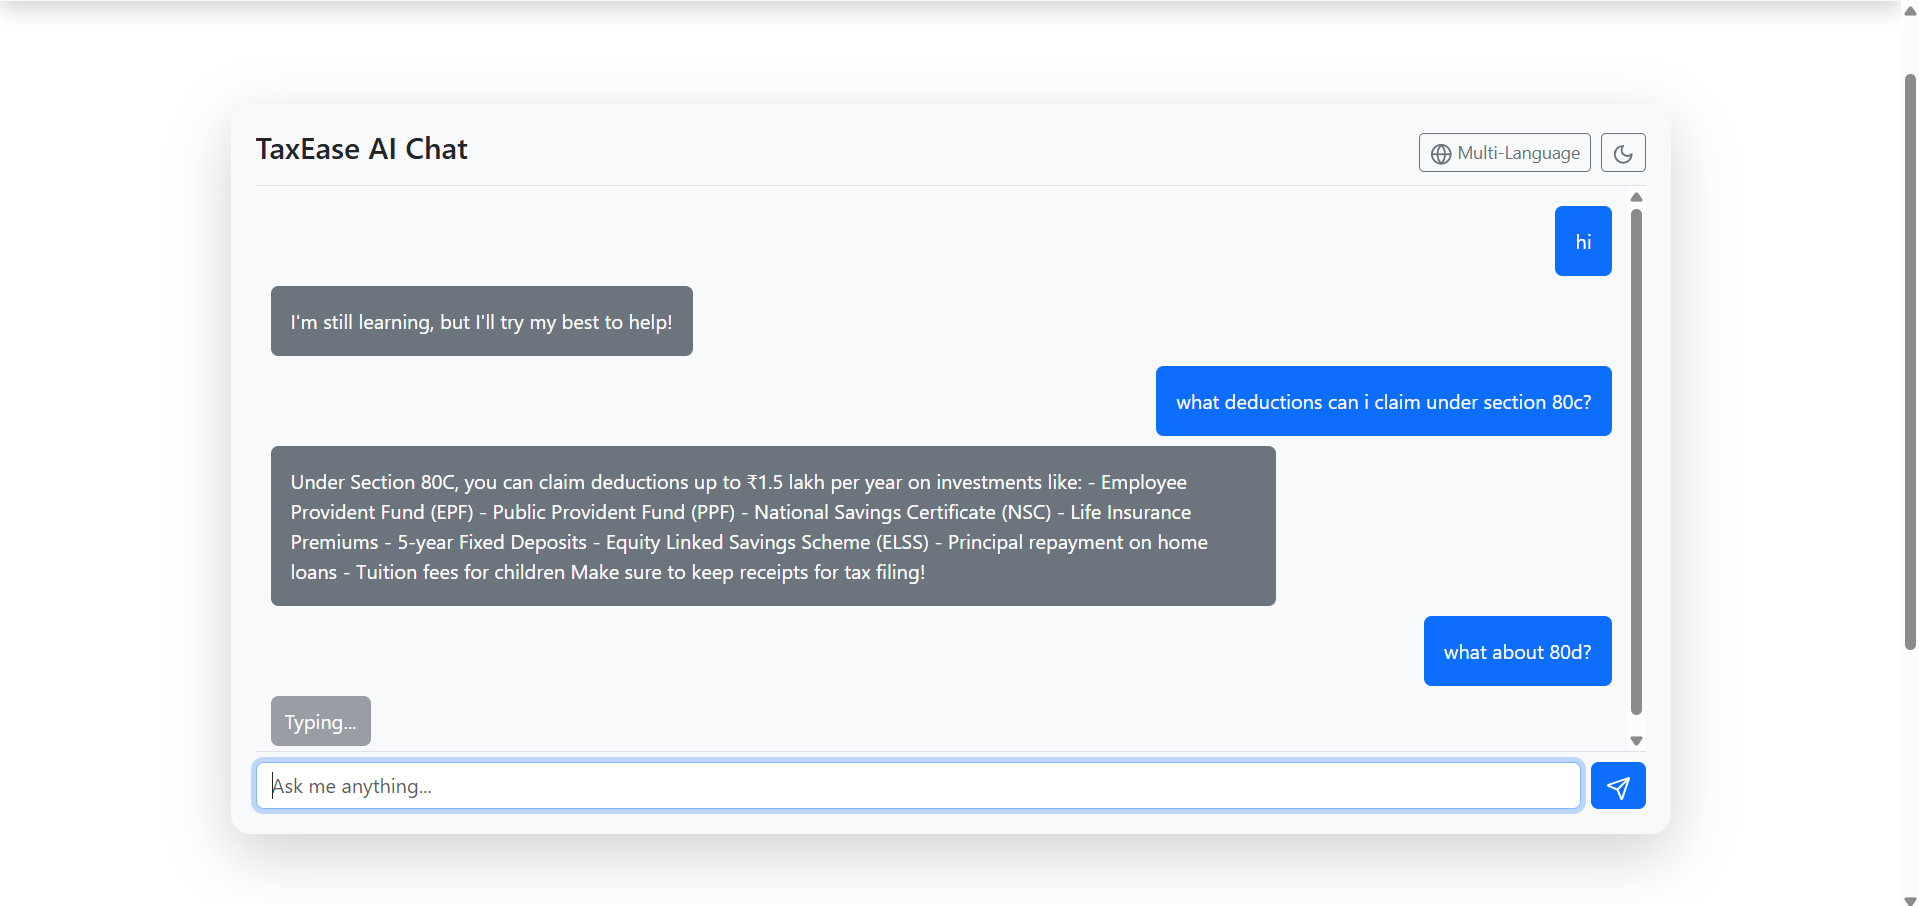 TaxEase AI Chat
Multi-Language
hi
I'm still learning, but I'll try my best to help!
what deductions can i claim under section 80c?
Under Section 80C, you can claim deductions up to ₹1.5 lakh per year on investments like: - Employee
Provident Fund (EPF) - Public Provident Fund (PPF) - National Savings Certificate (NSC) - Life Insurance
Premiums - 5-year Fixed Deposits - Equity Linked Savings Scheme (ELSS) - Principal repayment on home
loans - Tuition fees for children Make sure to keep receipts for tax filing!
what about 80d?
Typing...
Ask me anything...